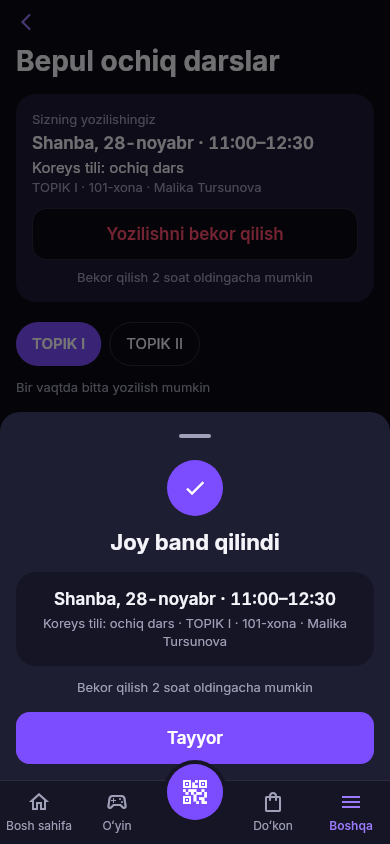 Bepul ochiq darslar
Sizning yozilishingiz
Shanba, 28-noyabr · 11:00–12:30
Koreys tili: ochiq dars
TOPIK I · 101-xona · Malika Tursunova
Yozilishni bekor qilish
Bekor qilish 2 soat oldingacha mumkin
TOPIK I
TOPIK II
Bir vaqtda bitta yozilish mumkin
Joy band qilindi
Shanba, 28-noyabr · 11:00–12:30
Koreys tili: ochiq dars · TOPIK I · 101-xona · Malika
Tursunova
Bekor qilish 2 soat oldingacha mumkin
Tayyor
Bosh sahifa
Oʻyin
Doʻkon
Boshqa